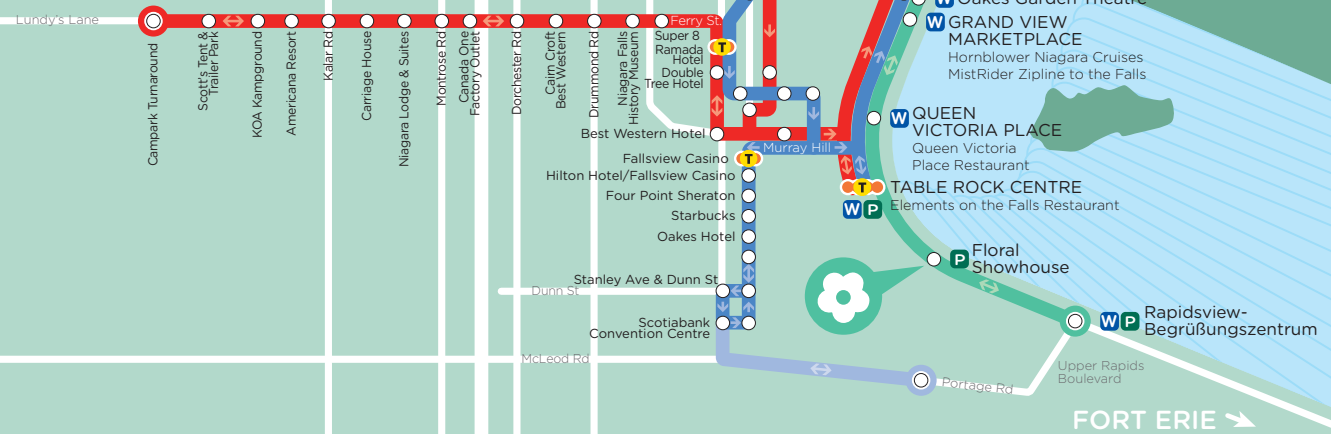 Oakes Garden Theatre
W
GRAND VIEW
MARKETPLACE
Hornblower Niagara Cruises
MistRider Zipline to the Falls
Lundy's Lane
Ferry St.
Campark Turnaround
Scott's Tent &
Trailer Park
KOA Kampground
Americana Resort
Kalar Rd
Carriage House
Niagara Lodge & Suites
Montrose Rd
Canada One
Factory Outlet
Dorchester Rd
Cairn Croft
Best Western
Drummond Rd
Niagara Falls
History Museum
Super 8
Ramada
Hotel
T
Double
Tree Hotel
Best Western Hotel
W
QUEEN
VICTORIA PLACE
Queen Victoria
Place Restaurant
Murray Hill
Fallsview Casino
T
Hilton Hotel/Fallsview Casino
Four Point Sheraton
Starbucks
Oakes Hotel
T
TABLE ROCK CENTRE
W P
Elements on the Falls Restaurant
P
Floral
Showhouse
Stanley Ave & Dunn St
Dunn St
Scotiabank
Convention Centre
W P
Rapidsview-
Begrüßungszentrum
McLeod Rd
Portage Rd
Upper Rapids
Boulevard
FORT ERIE